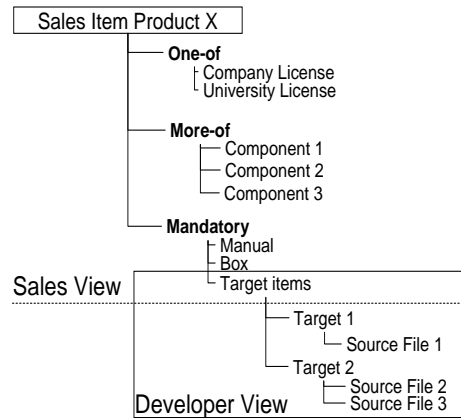 Sales Item Product X
One-of
Company License
University License
More-of
Component 1
Component 2
Component 3
Mandatory
Manual
Box
Target items
Sales View
Target 1
Source File 1
Target 2
Source File 2
Source File 3
Developer View